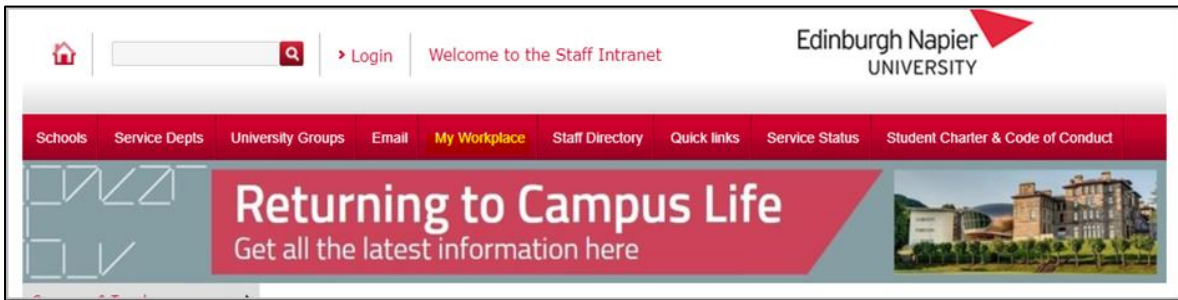 Login
Welcome to the Staff Intranet
Edinburgh Napier
UNIVERSITY
Schools Service Depts University Groups Email My Workplace Staff Directory Quick links Service Status Student Charter & Code of Conduct
Returning to Campus Life
Get all the latest information here